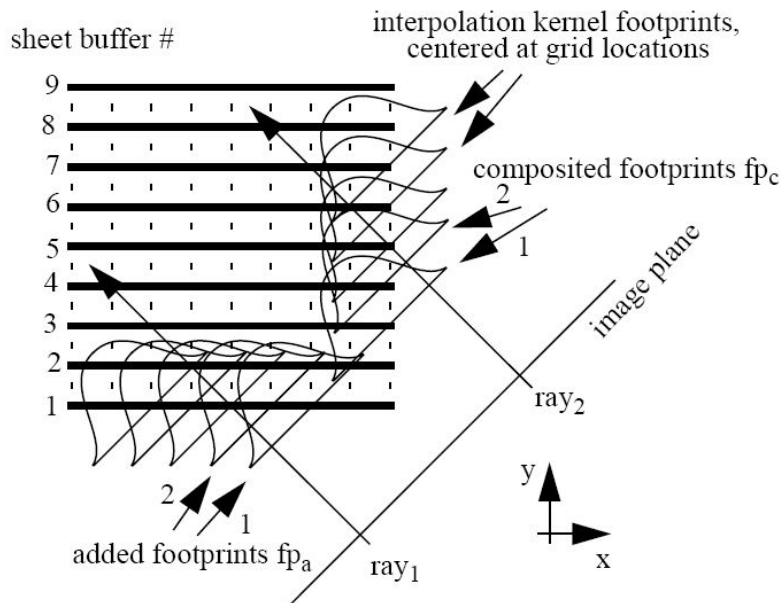 interpolation kernel footprints,
centered at grid locations
sheet buffer #
9
8
7
6
5
4
3
2
1
composited footprints fpc
2
1
image plane
ray2
2
1
added footprints fpa
ray1
y
x